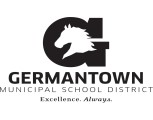 G
GERMANTOWN
MUNICIPAL SCHOOL DISTRICT
Excellence. Always.